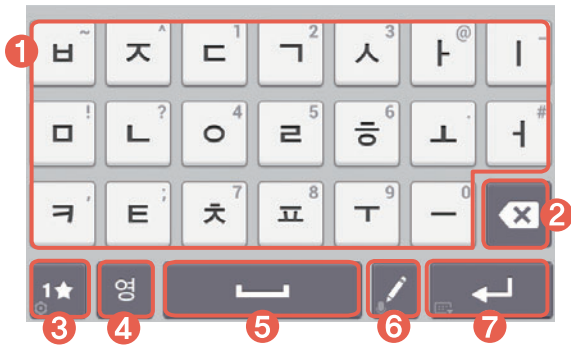 1 ㅂ ~ ㅈ ^ ㄷ 1 ㄱ 2 ㅅ 3 ㅏ @ ㅣ _
ㅁ ! ㄴ ? ㅇ 4 ㄹ 5 ㅎ 6 ㅗ . ㅓ #
ㅋ , ㅌ ; ㅊ 7 ㅍ 8 ㅜ 9 ㅡ 0 2
1★ 영
3 4 5 6 7